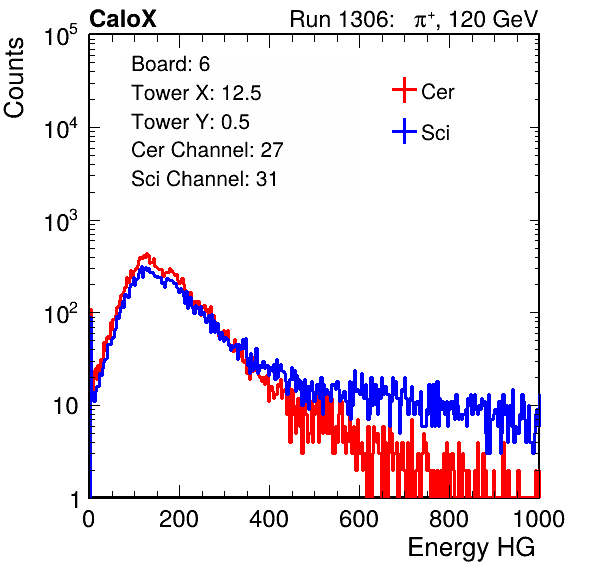 CaloX Run 1306: π⁺, 120 GeV
Counts
10⁵
10⁴
10³
10²
10
1
Board: 6
Tower X: 12.5
Tower Y: 0.5
Cer Channel: 27
Sci Channel: 31
Cer
Sci
0 200 400 600 800 1000
Energy HG